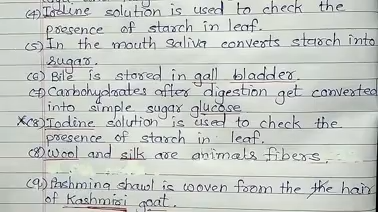 (4) Iodine solution is used to check the
presence of starch in leaf.
(5) In the mouth saliva converts starch into
sugar.
(6) Bile is stored in gall bladder.
(7) Carbohydrates after digestion get converted
into simple sugar glucose
X(8) Iodine solution is used to check the
presence of starch in leaf.
(8) Wool and silk are animals fibers.
(9) Pashmina shawl is woven from the the hair
of Kashmiri goat.